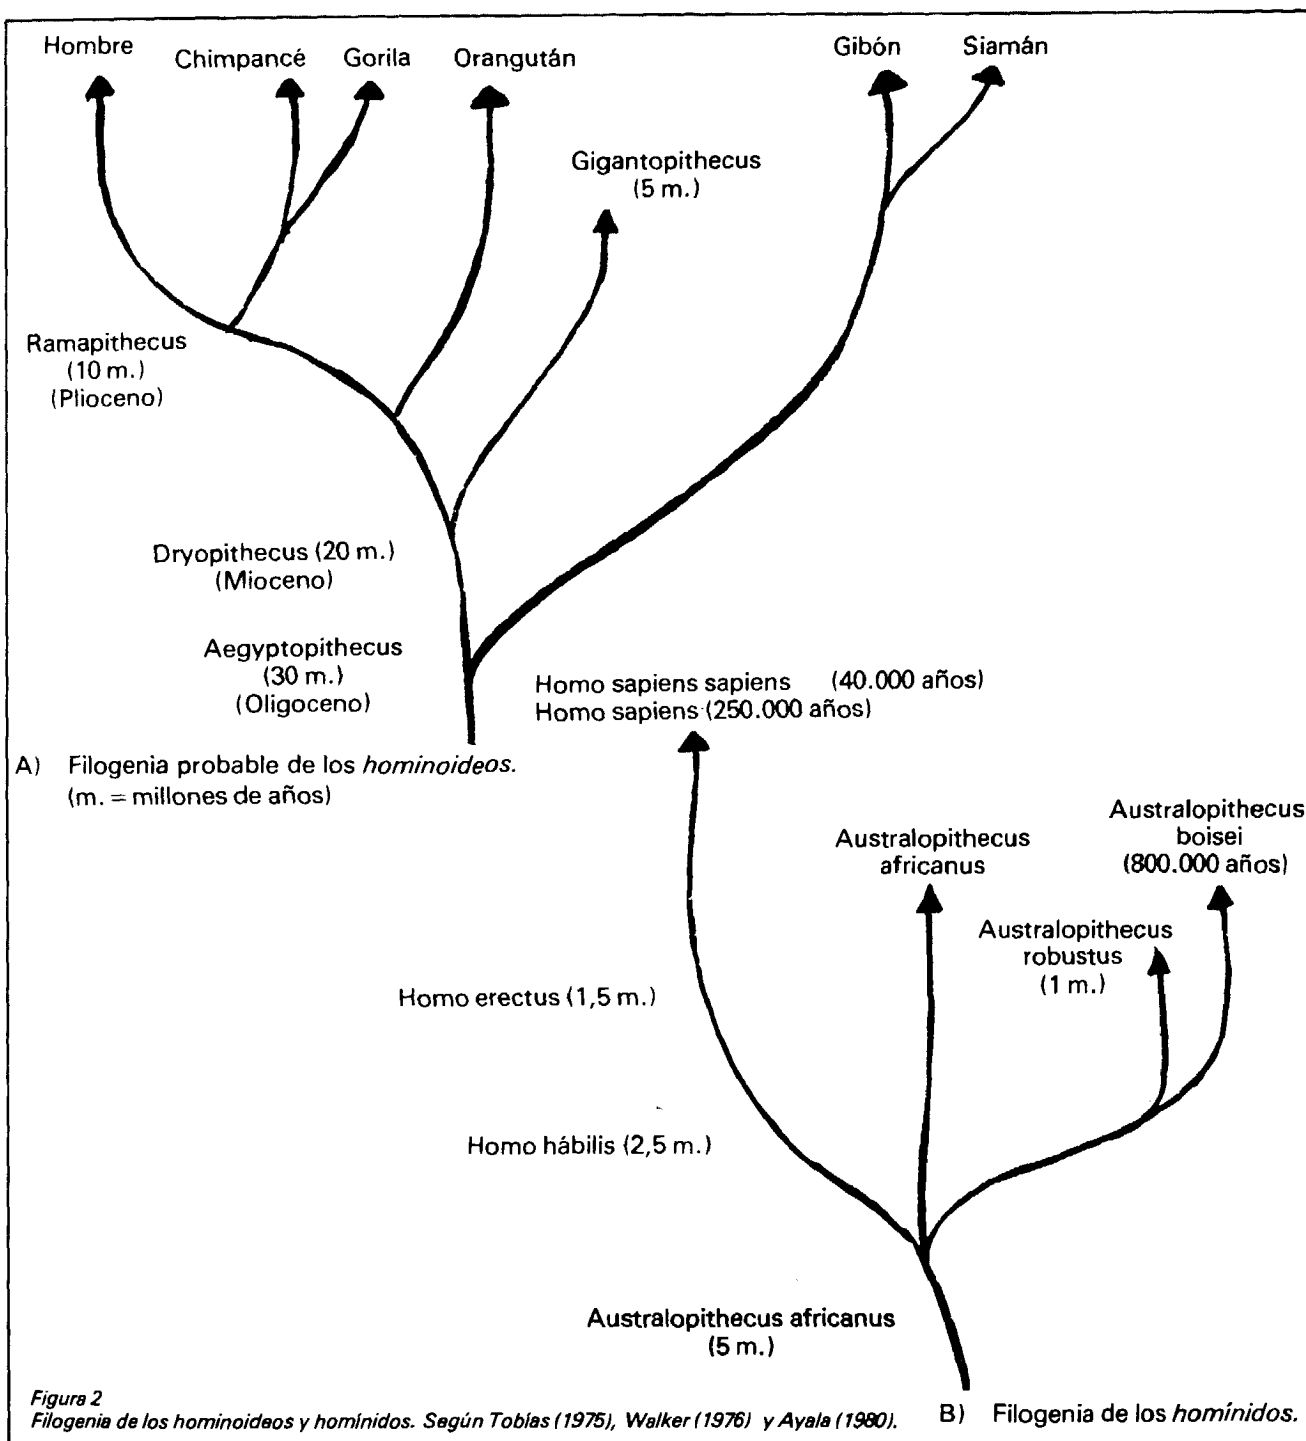 Hombre
Chimpancé
Gorila
Orangután
Gibón
Siamán
Gigantopithecus
(5 m.)
Ramapithecus
(10 m.)
(Plioceno)
Dryopithecus (20 m.)
(Mioceno)
Aegyptopithecus
(30 m.)
(Oligoceno)
A) Filogenia probable de los hominoideos.
(m. = millones de años)
Homo sapiens sapiens (40.000 años)
Homo sapiens (250.000 años)
Australopithecus
africanus
Australopithecus
boisei
(800.000 años)
Australopithecus
robustus
(1 m.)
Homo erectus (1,5 m.)
Homo hábilis (2,5 m.)
Australopithecus africanus
(5 m.)
Figura 2
Filogenia de los hominoideos y homínidos. Según Tobías (1975), Walker (1976) y Ayala (1980).
B) Filogenia de los homínidos.